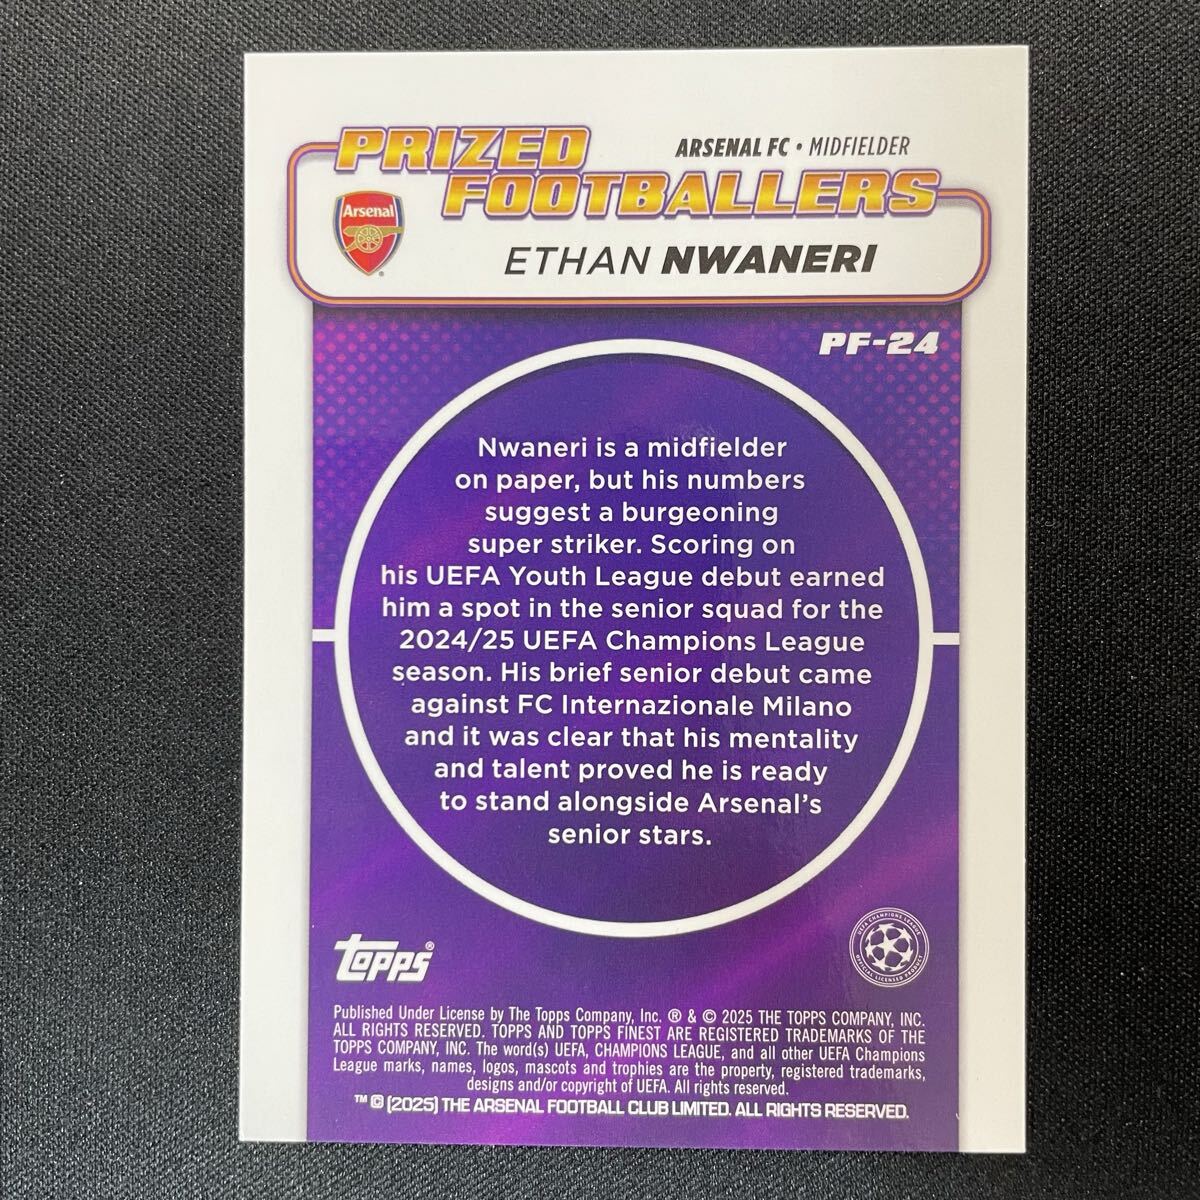 PRIZED
FOOTBALLERS
ARSENAL FC • MIDFIELDER
Arsenal
®
ETHAN NWANERI
PF-24
Nwaneri is a midfielder
on paper, but his numbers
suggest a burgeoning
super striker. Scoring on
his UEFA Youth League debut earned
him a spot in the senior squad for the
2024/25 UEFA Champions League
season. His brief senior debut came
against FC Internazionale Milano
and it was clear that his mentality
and talent proved he is ready
to stand alongside Arsenal's
senior stars.
topps®
UEFA CHAMPIONS LEAGUE
OFFICIAL LICENSED PRODUCT
Published Under License by The Topps Company, Inc. ® & © 2025 THE TOPPS COMPANY, INC.
ALL RIGHTS RESERVED. TOPPS AND TOPPS FINEST ARE REGISTERED TRADEMARKS OF THE
TOPPS COMPANY, INC. The word(s) UEFA, CHAMPIONS LEAGUE, and all other UEFA Champions
League marks, names, logos, mascots and trophies are the property, registered trademarks,
designs and/or copyright of UEFA. All rights reserved.
™ © (2025) THE ARSENAL FOOTBALL CLUB LIMITED. ALL RIGHTS RESERVED.